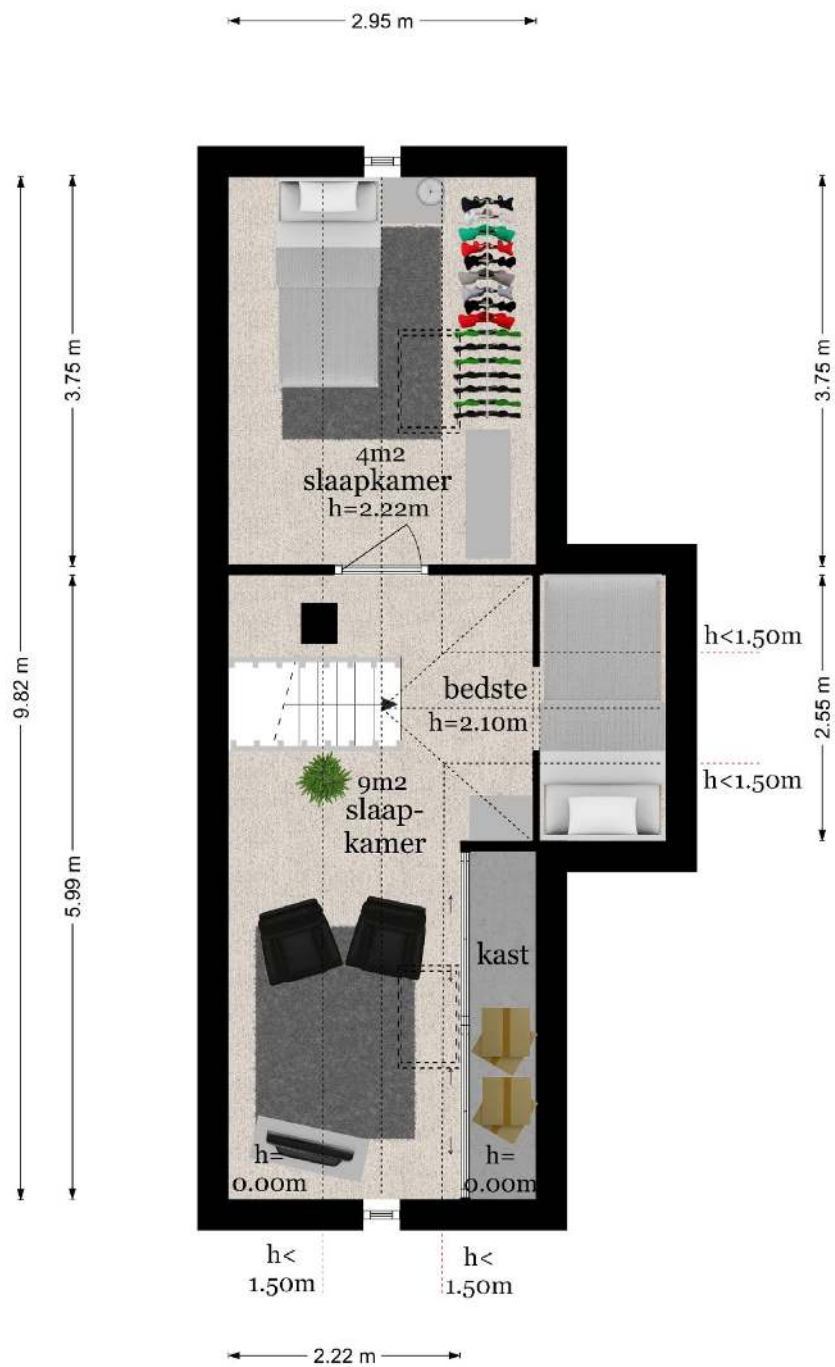 2.95 m
3.75 m
3.75 m
9.82 m
4m2
slaapkamer
h=2.22m
h<1.50m
bedste
h=2.10m
2.55 m
h<1.50m
9m2
slaap-
kamer
5.99 m
kast
h=
0.00m
h=
0.00m
h<
1.50m
h<
1.50m
2.22 m